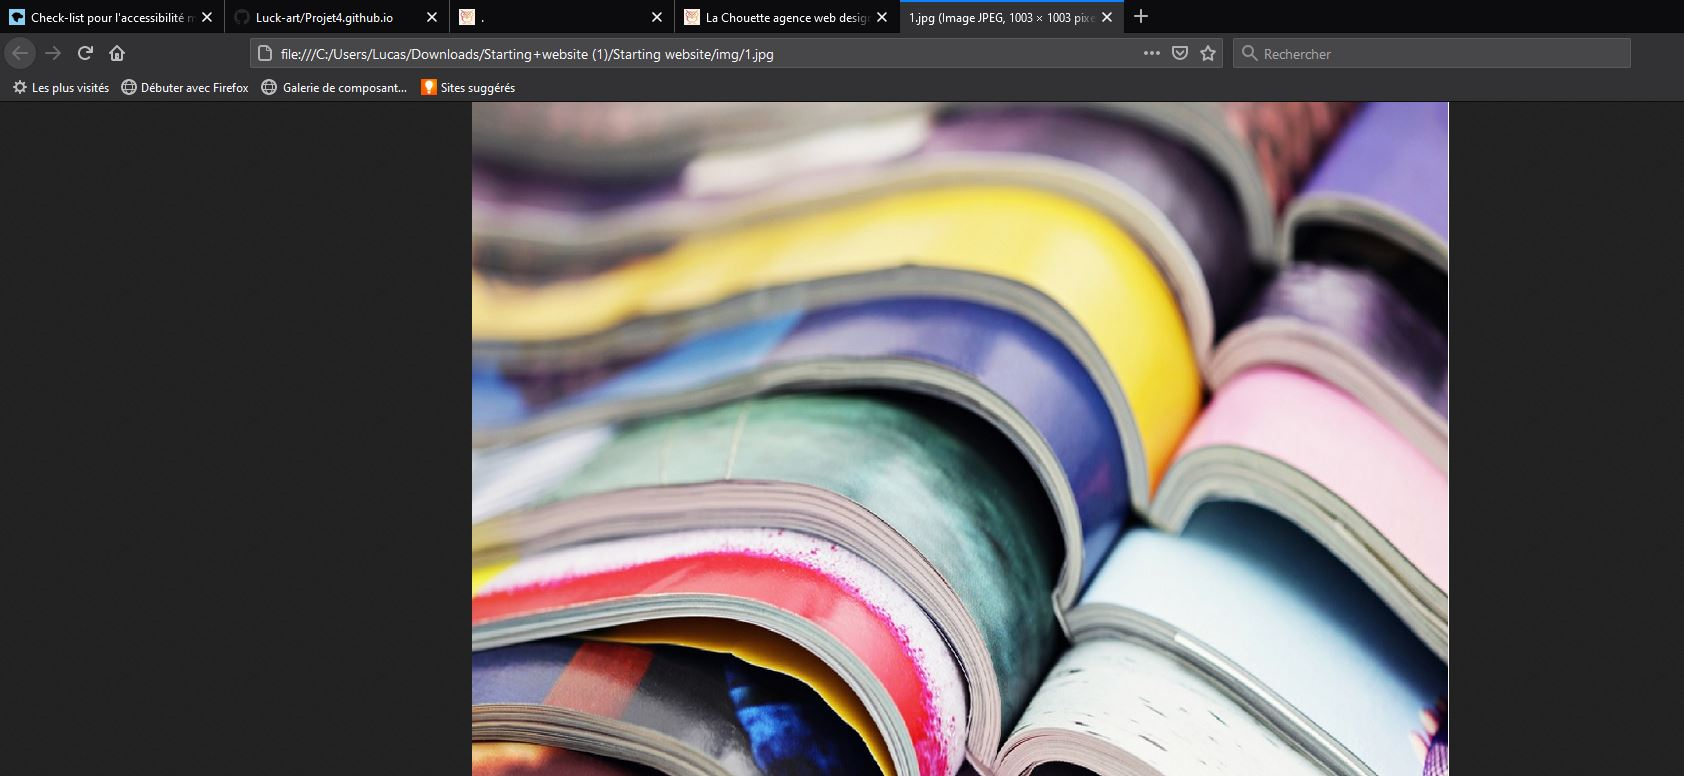 Check-list pour l'accessibilité
Luck-art/Projet4.github.io
.
La Chouette agence web desig
1.jpg (Image JPEG, 1003 × 1003 pixe
file:///C:/Users/Lucas/Downloads/Starting+website (1)/Starting website/img/1.jpg
Rechercher
Les plus visités
Débuter avec Firefox
Galerie de composant...
Sites suggérés